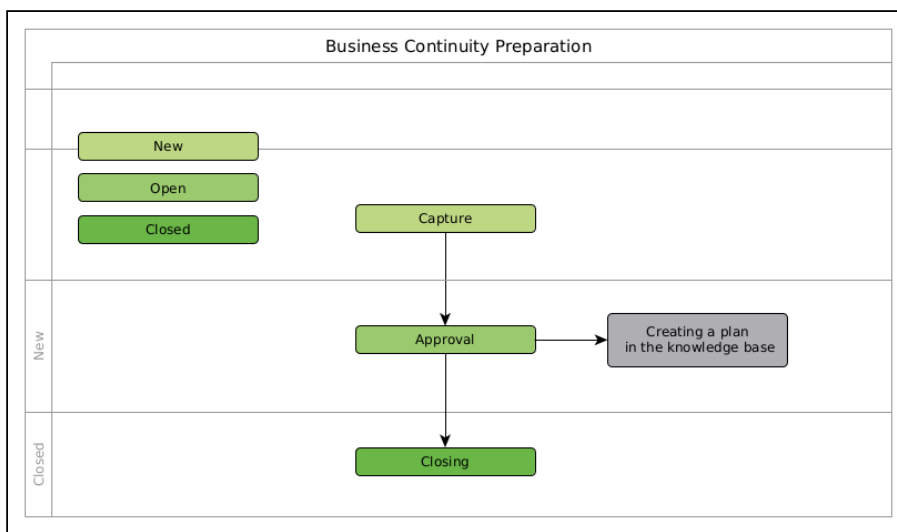 Business Continuity Preparation
New
Open
Closed
Capture
New
Approval
Creating a plan
in the knowledge base
Closed
Closing